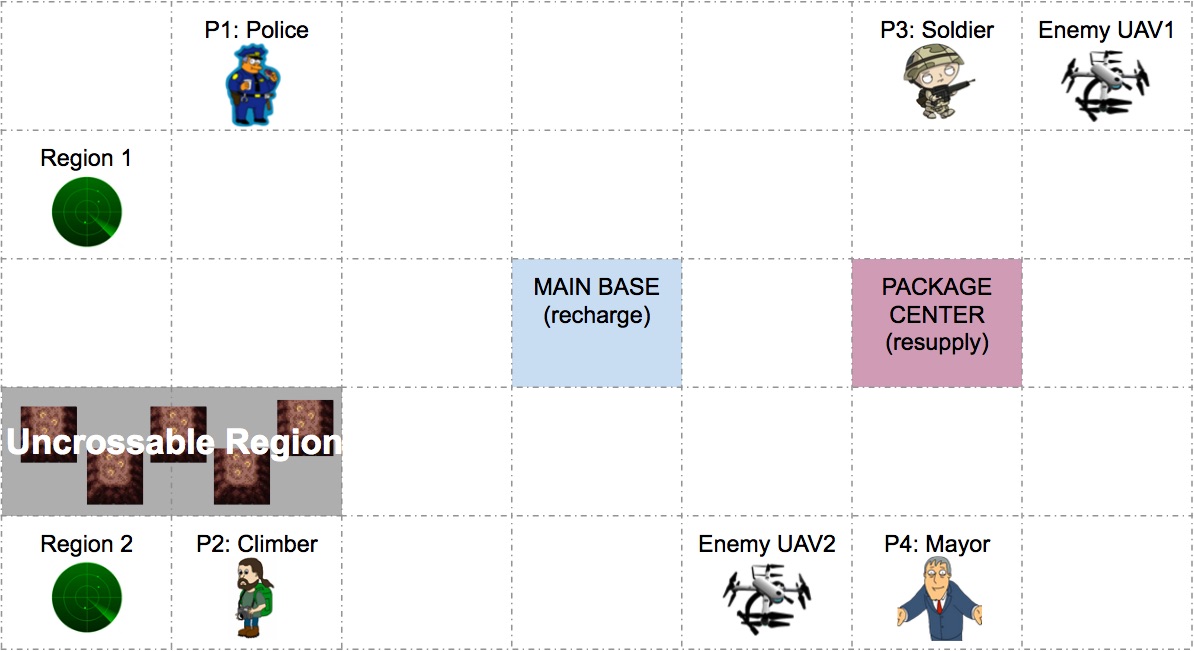 P1: Police
P3: Soldier
Enemy UAV1
Region 1
MAIN BASE
(recharge)
PACKAGE
CENTER
(resupply)
Uncrossable Region
Region 2
P2: Climber
Enemy UAV2
P4: Mayor